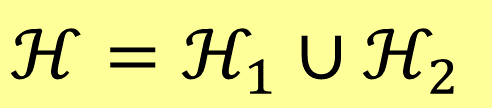 ℋ = ℋ₁ ∪ ℋ₂